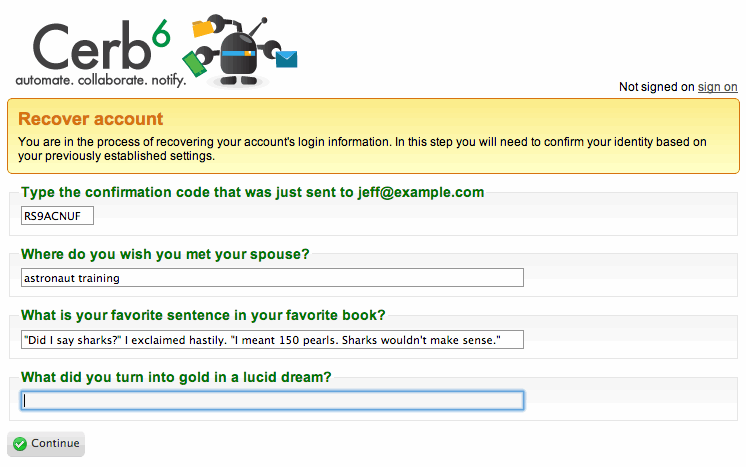 Cerb6
automate. collaborate. notify.
Not signed on sign on
Recover account
You are in the process of recovering your account's login information. In this step you will need to confirm your identity based on
your previously established settings.
Type the confirmation code that was just sent to jeff@example.com
RS9ACNUF
Where do you wish you met your spouse?
astronaut training
What is your favorite sentence in your favorite book?
"Did I say sharks?" I exclaimed hastily. "I meant 150 pearls. Sharks wouldn't make sense."
What did you turn into gold in a lucid dream?
Continue